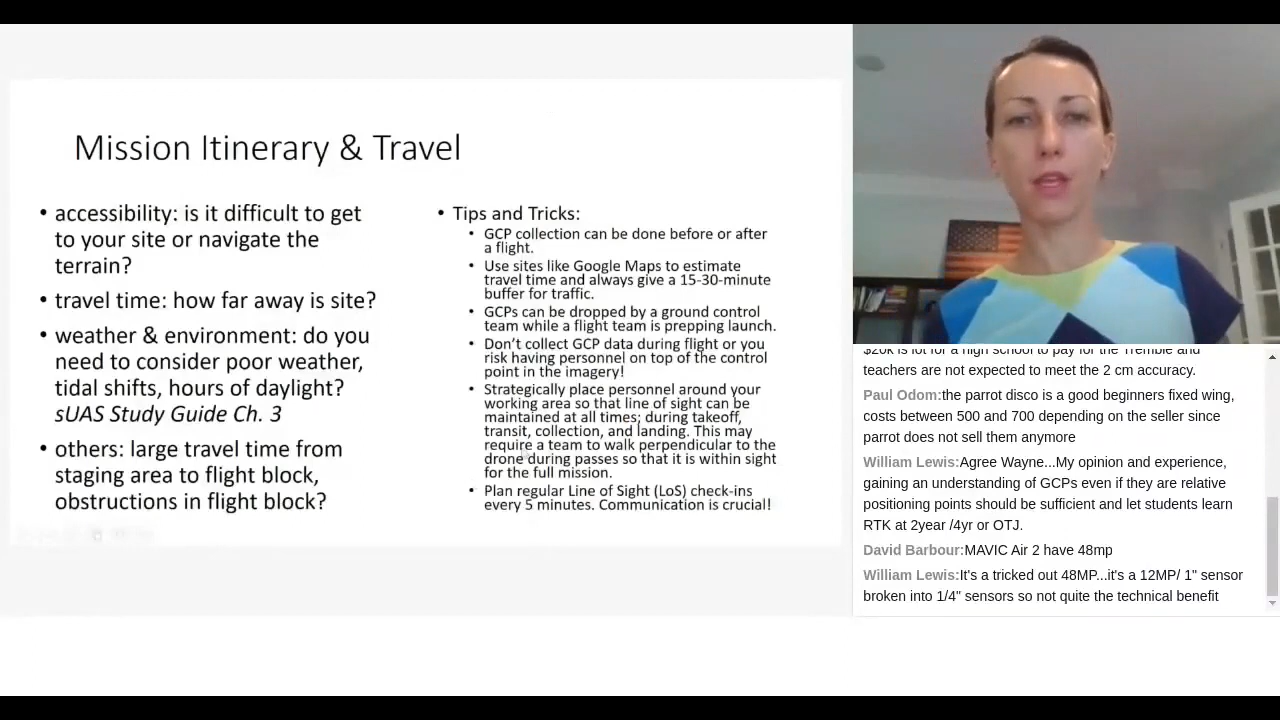 Mission Itinerary & Travel
• accessibility: is it difficult to get
to your site or navigate the
terrain?
• travel time: how far away is site?
• weather & environment: do you
need to consider poor weather,
tidal shifts, hours of daylight?
sUAS Study Guide Ch. 3
• others: large travel time from
staging area to flight block,
obstructions in flight block?
• Tips and Tricks:
• GCP collection can be done before or after
a flight.
• Use sites like Google Maps to estimate
travel time and always give a 15-30-minute
buffer for traffic.
• GCPs can be dropped by a ground control
team while a flight team is prepping launch.
• Don't collect GCP data during flight or you
risk having personnel on top of the control
point in the imagery!
• Strategically place personnel around your
working area so that line of sight can be
maintained at all times; during takeoff,
transit, collection, and landing. This may
require a team to walk perpendicular to the
drone during passes so that it is within sight
for the full mission.
• Plan regular Line of Sight (LoS) check-ins
every 5 minutes. Communication is crucial!
$20k is lot for a high school to pay for the Tremble and
teachers are not expected to meet the 2 cm accuracy.
Paul Odom:the parrot disco is a good beginners fixed wing,
costs between 500 and 700 depending on the seller since
parrot does not sell them anymore
William Lewis:Agree Wayne...My opinion and experience,
gaining an understanding of GCPs even if they are relative
positioning points should be sufficient and let students learn
RTK at 2year /4yr or OTJ.
David Barbour:MAVIC Air 2 have 48mp
William Lewis:It's a tricked out 48MP...it's a 12MP/ 1" sensor
broken into 1/4" sensors so not quite the technical benefit